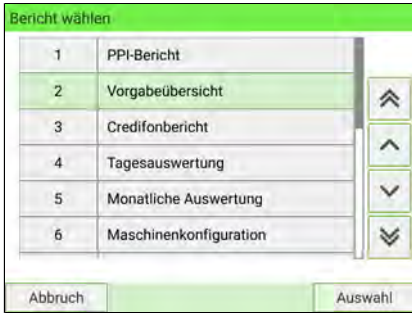 Bericht wählen
1 PPI-Bericht
2 Vorgabeübersicht
3 Credifonbericht
4 Tagesauswertung
5 Monatliche Auswertung
6 Maschinenkonfiguration
Abbruch Auswahl